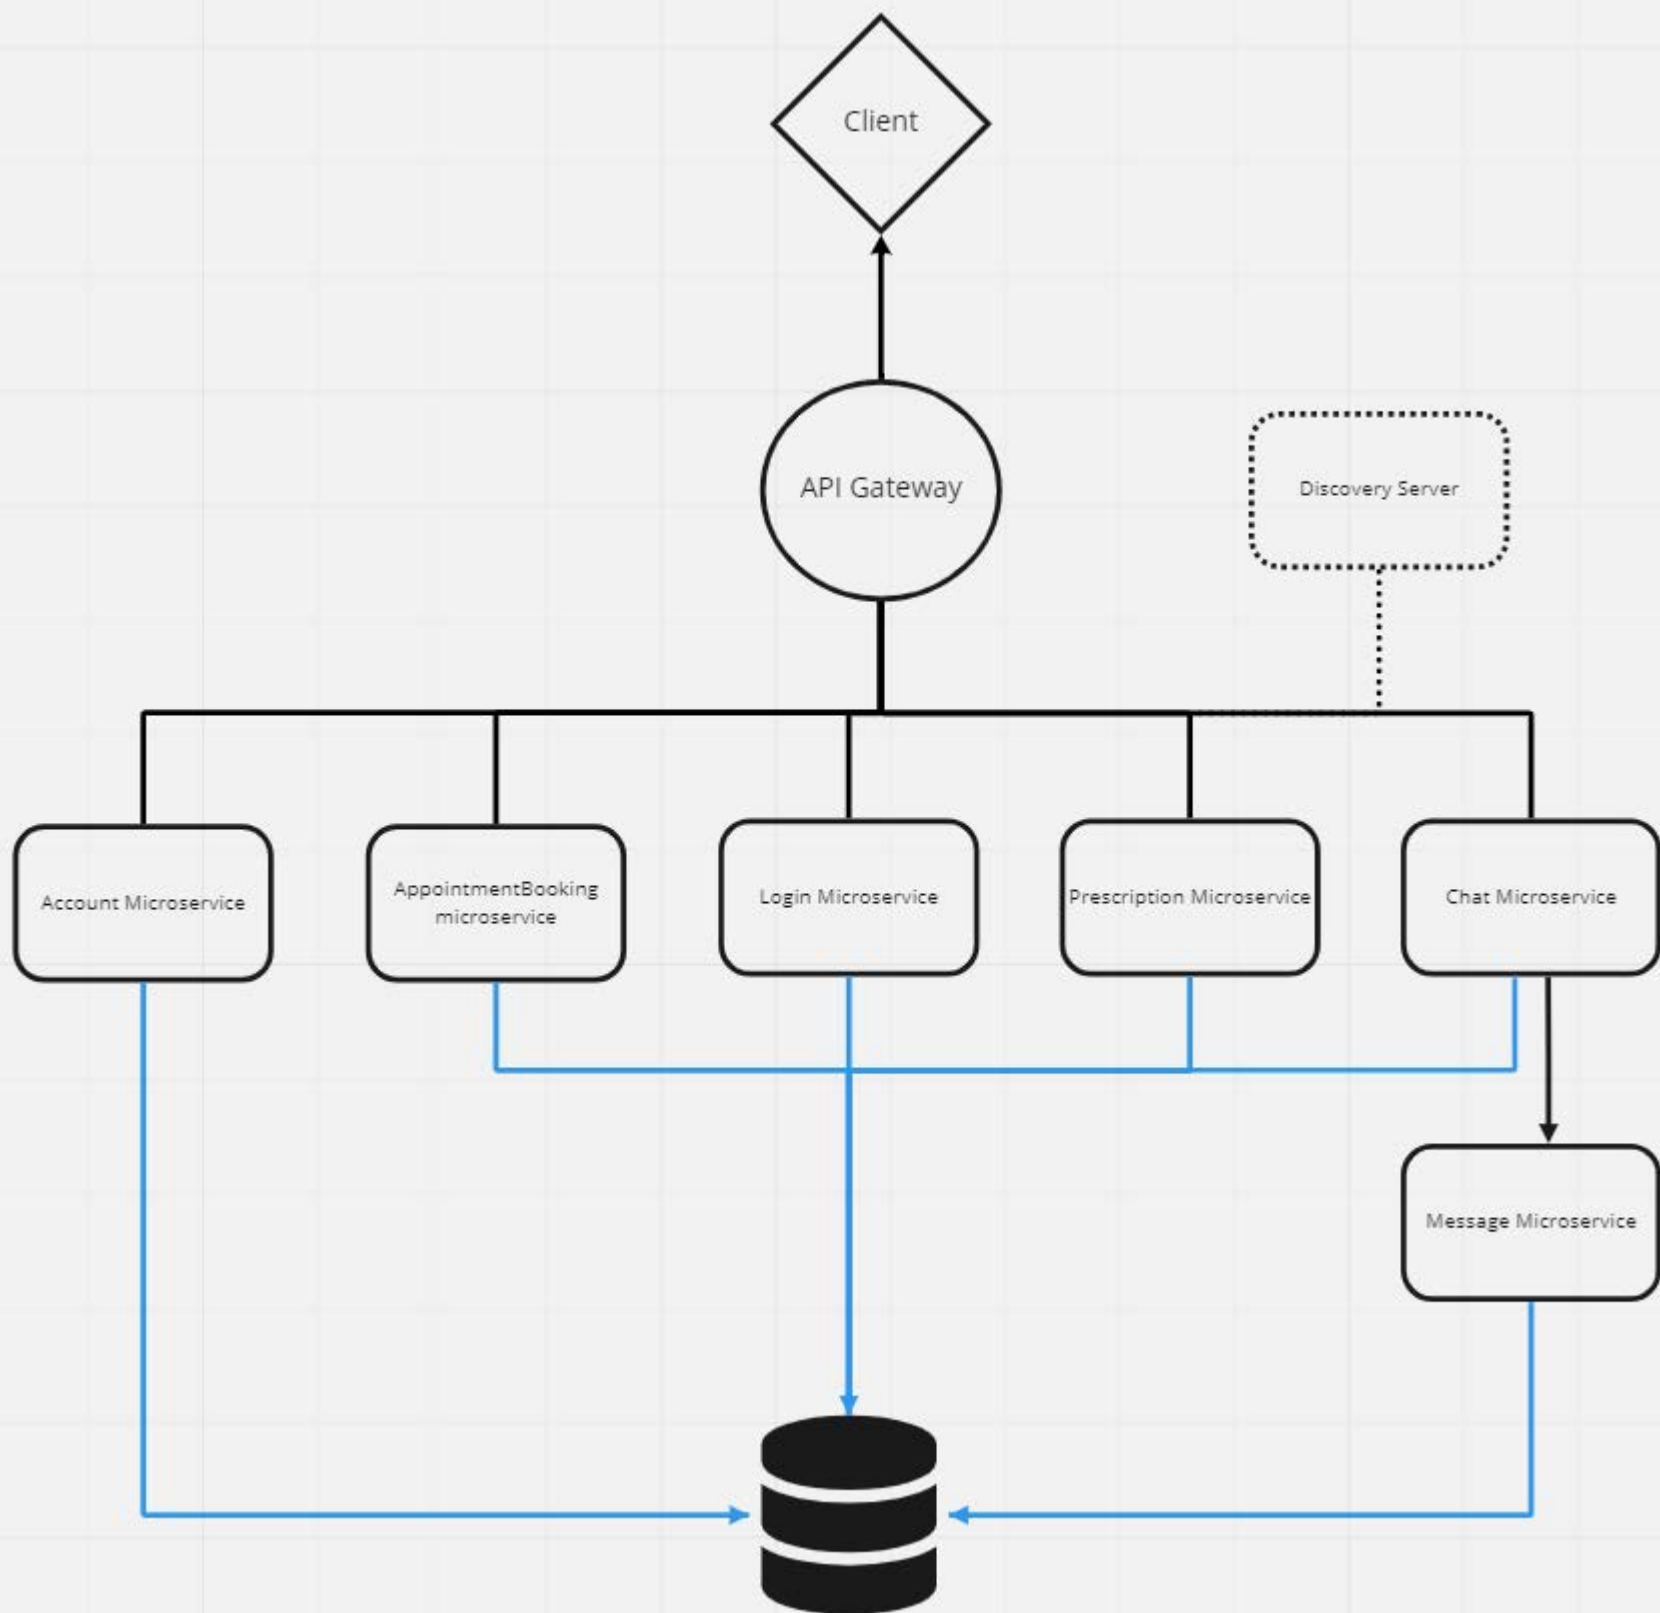 Client
API Gateway
Discovery Server
Account Microservice
AppointmentBooking
microservice
Login Microservice
Prescription Microservice
Chat Microservice
Message Microservice